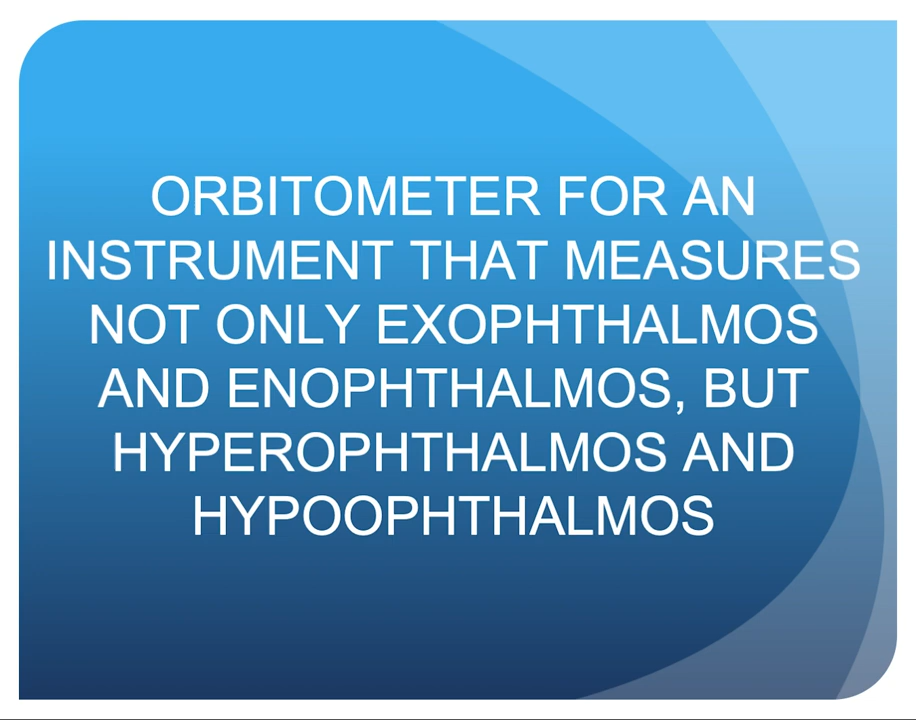 ORBITOMETER FOR AN
INSTRUMENT THAT MEASURES
NOT ONLY EXOPHTHALMOS
AND ENOPHTHALMOS, BUT
HYPEROPHTHALMOS AND
HYPOOPHTHALMOS